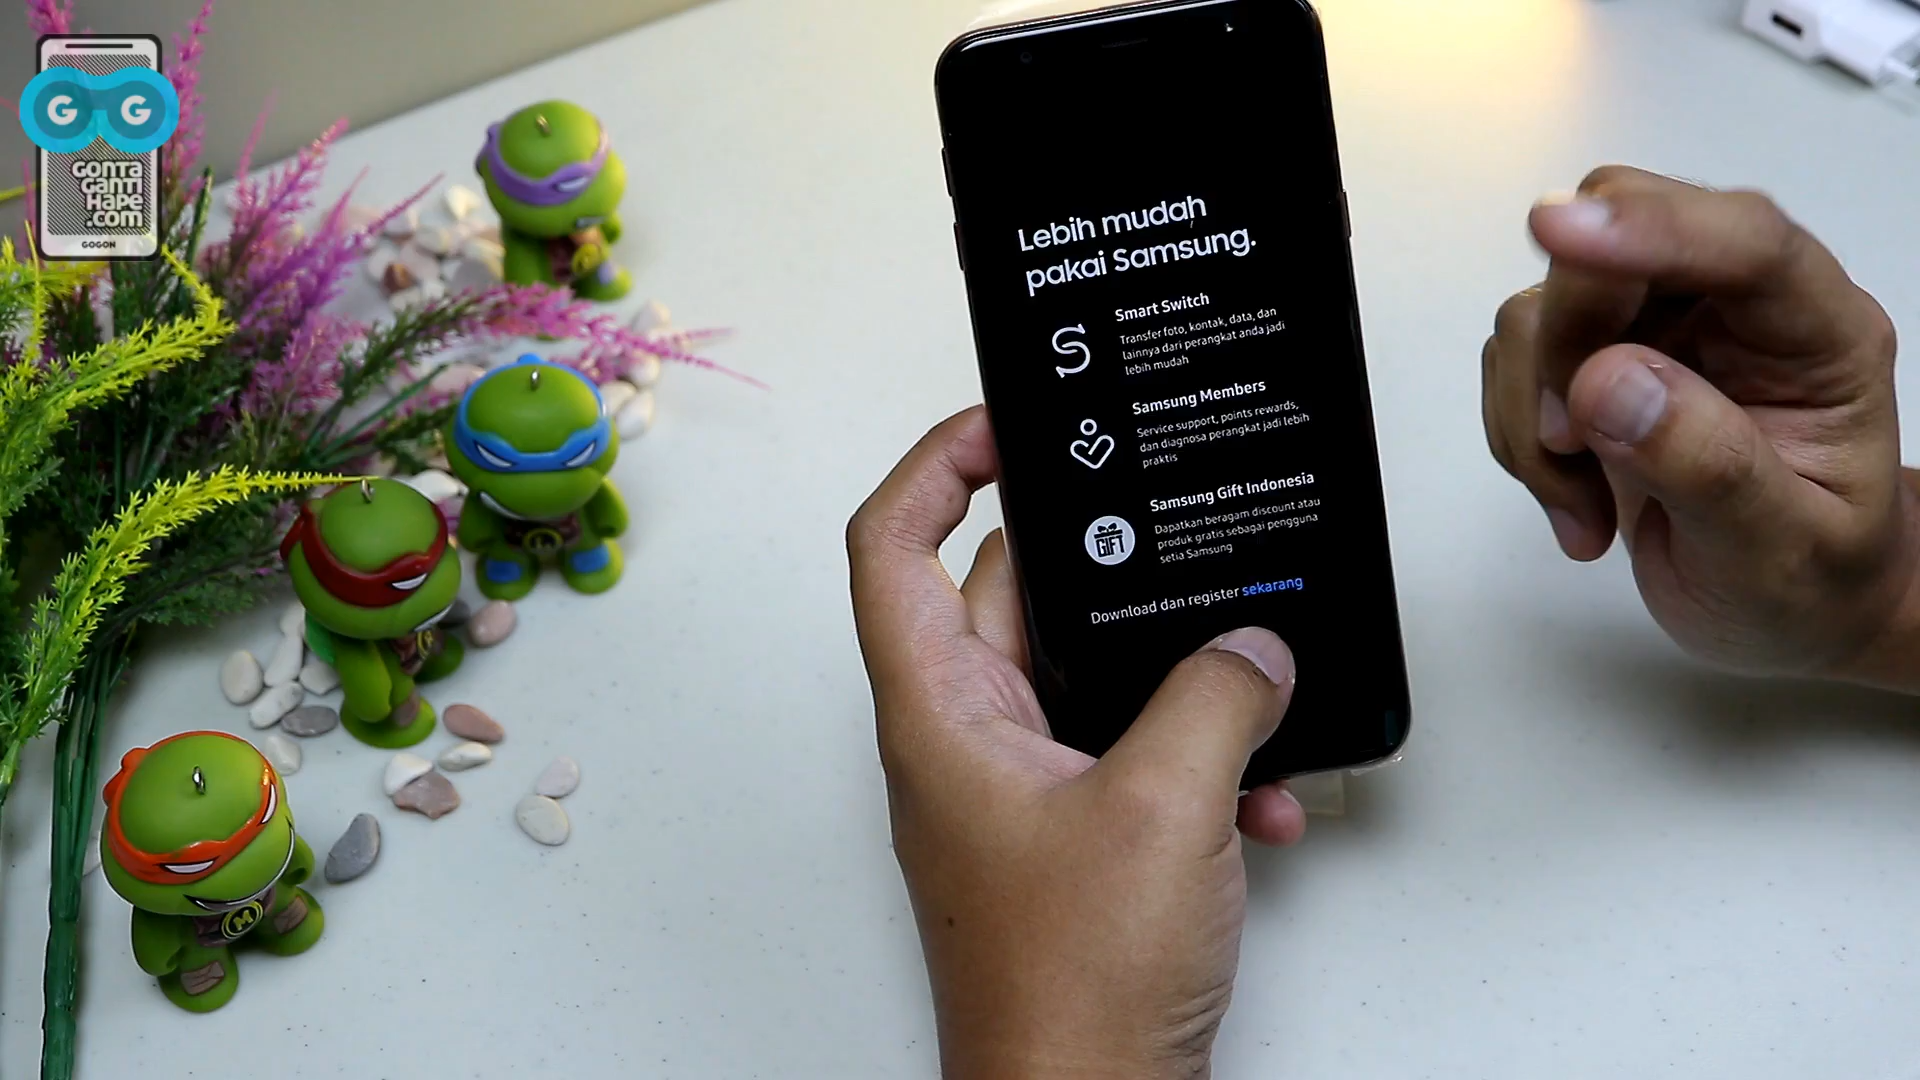 G G
GONTA
GANTI
HAPE
.COM
GOGON
Lebih mudah
pakai Samsung.
Smart Switch
Transfer foto, kontak, data, dan
lainnya dari perangkat anda jadi
lebih mudah
Samsung Members
Service support, points rewards,
dan diagnosa perangkat jadi lebih
praktis
Samsung Gift Indonesia
GIFT
Dapatkan beragam discount atau
produk gratis sebagai pengguna
setia Samsung
Download dan register sekarang
M